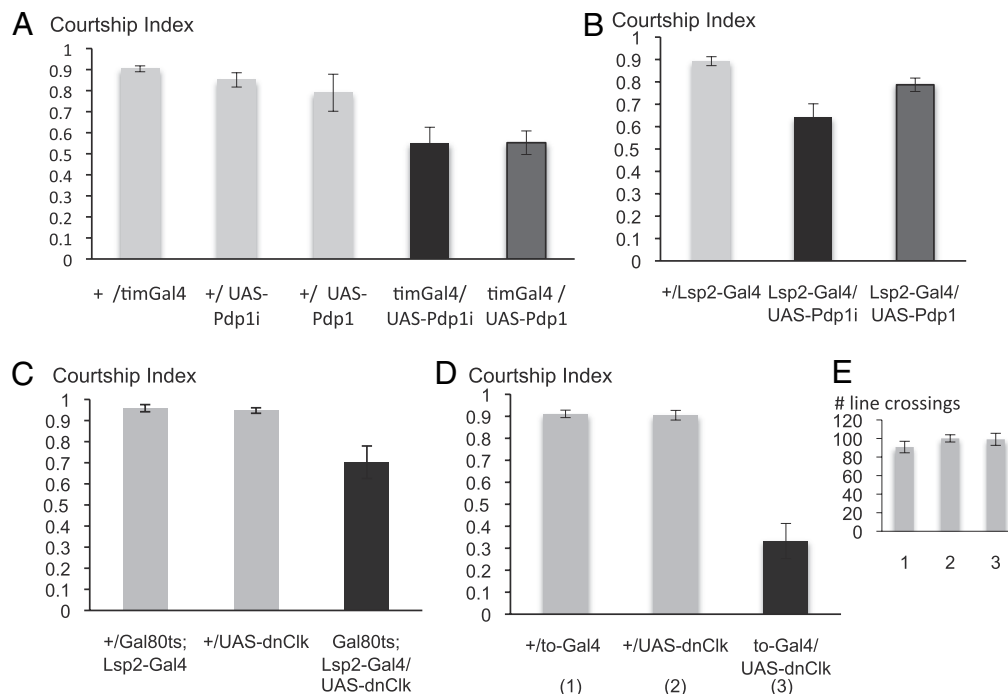 A
Courtship Index
1
0.9
0.8
0.7
0.6
0.5
0.4
0.3
0.2
0.1
0
+ /timGal4
+/ UAS-
Pdp1i
+/ UAS-
Pdp1
timGal4/
UAS-Pdp1i
timGal4 /
UAS-Pdp1
B
Courtship Index
1
0.9
0.8
0.7
0.6
0.5
0.4
0.3
0.2
0.1
0
+/Lsp2-Gal4
Lsp2-Gal4/
UAS-Pdp1i
Lsp2-Gal4/
UAS-Pdp1
C
Courtship Index
1
0.9
0.8
0.7
0.6
0.5
0.4
0.3
0.2
0.1
0
+/Gal80ts;
Lsp2-Gal4
+/UAS-dnClk
Gal80ts;
Lsp2-Gal4/
UAS-dnClk
D
Courtship Index
1
0.9
0.8
0.7
0.6
0.5
0.4
0.3
0.2
0.1
0
+/to-Gal4
(1)
+/UAS-dnClk
(2)
to-Gal4/
UAS-dnClk
(3)
E
# line crossings
120
100
80
60
40
20
0
1
2
3